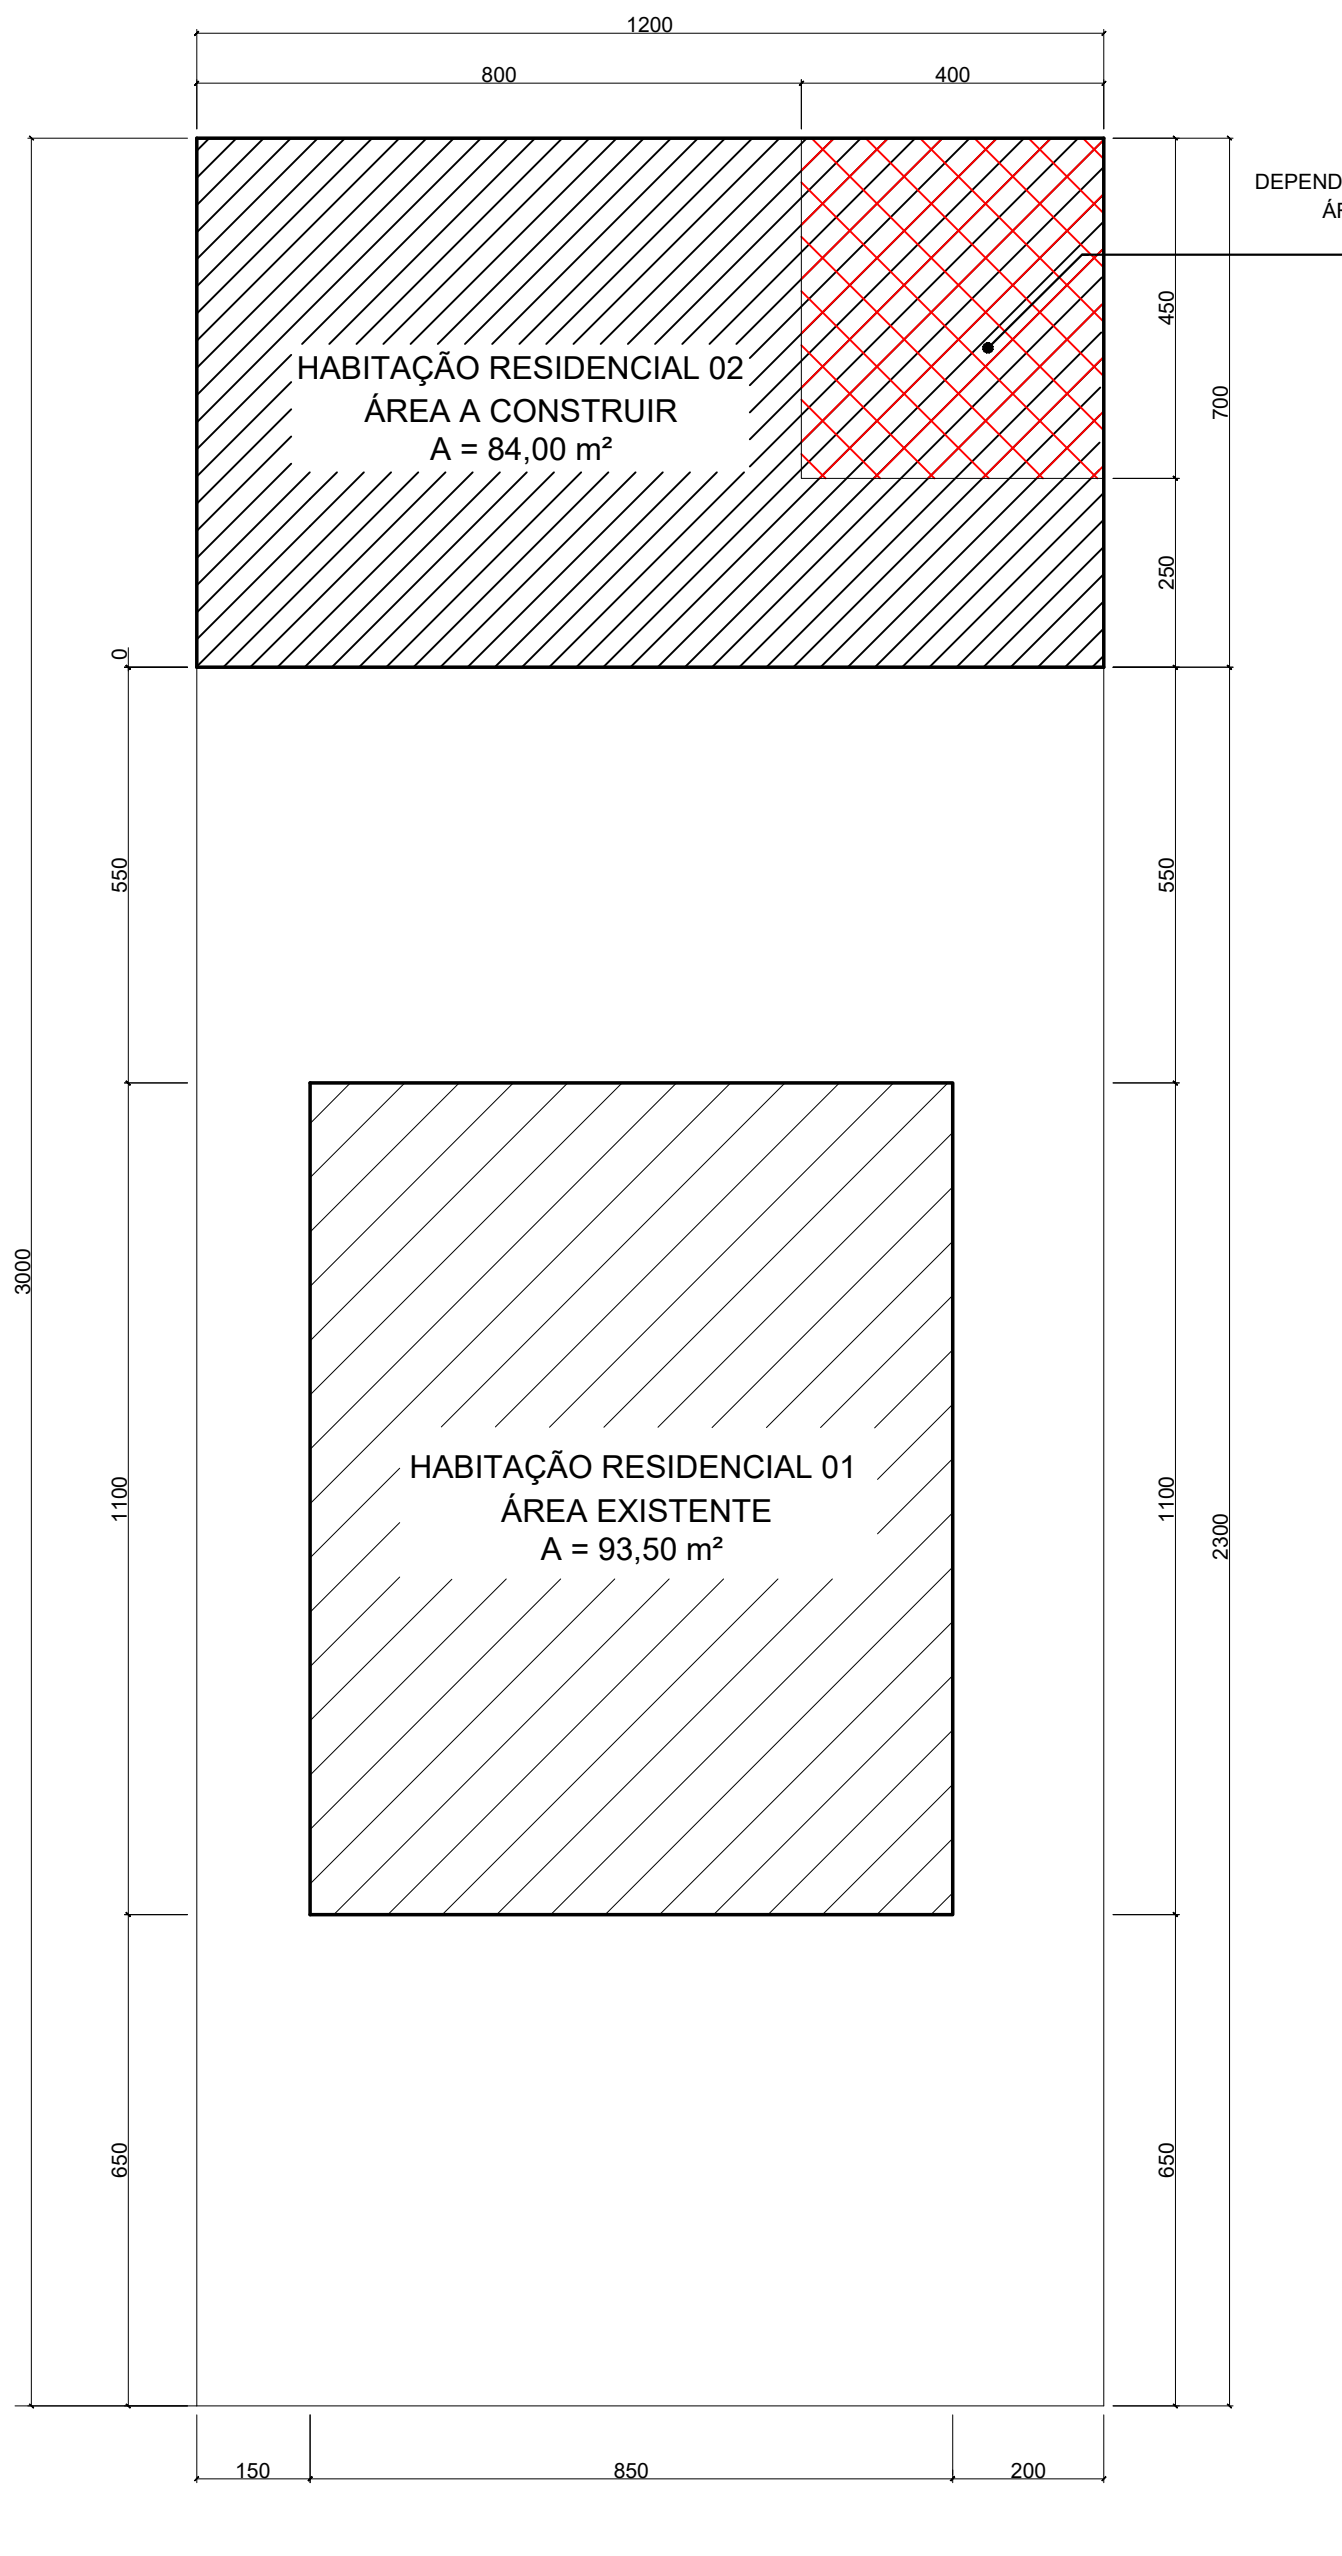 1200
800
400
DEPEND
ÁR
450
700
HABITAÇÃO RESIDENCIAL 02
ÁREA A CONSTRUIR
A = 84,00 m²
250
0
550
550
3000
HABITAÇÃO RESIDENCIAL 01
ÁREA EXISTENTE
A = 93,50 m²
1100
1100
2300
650
650
150
850
200